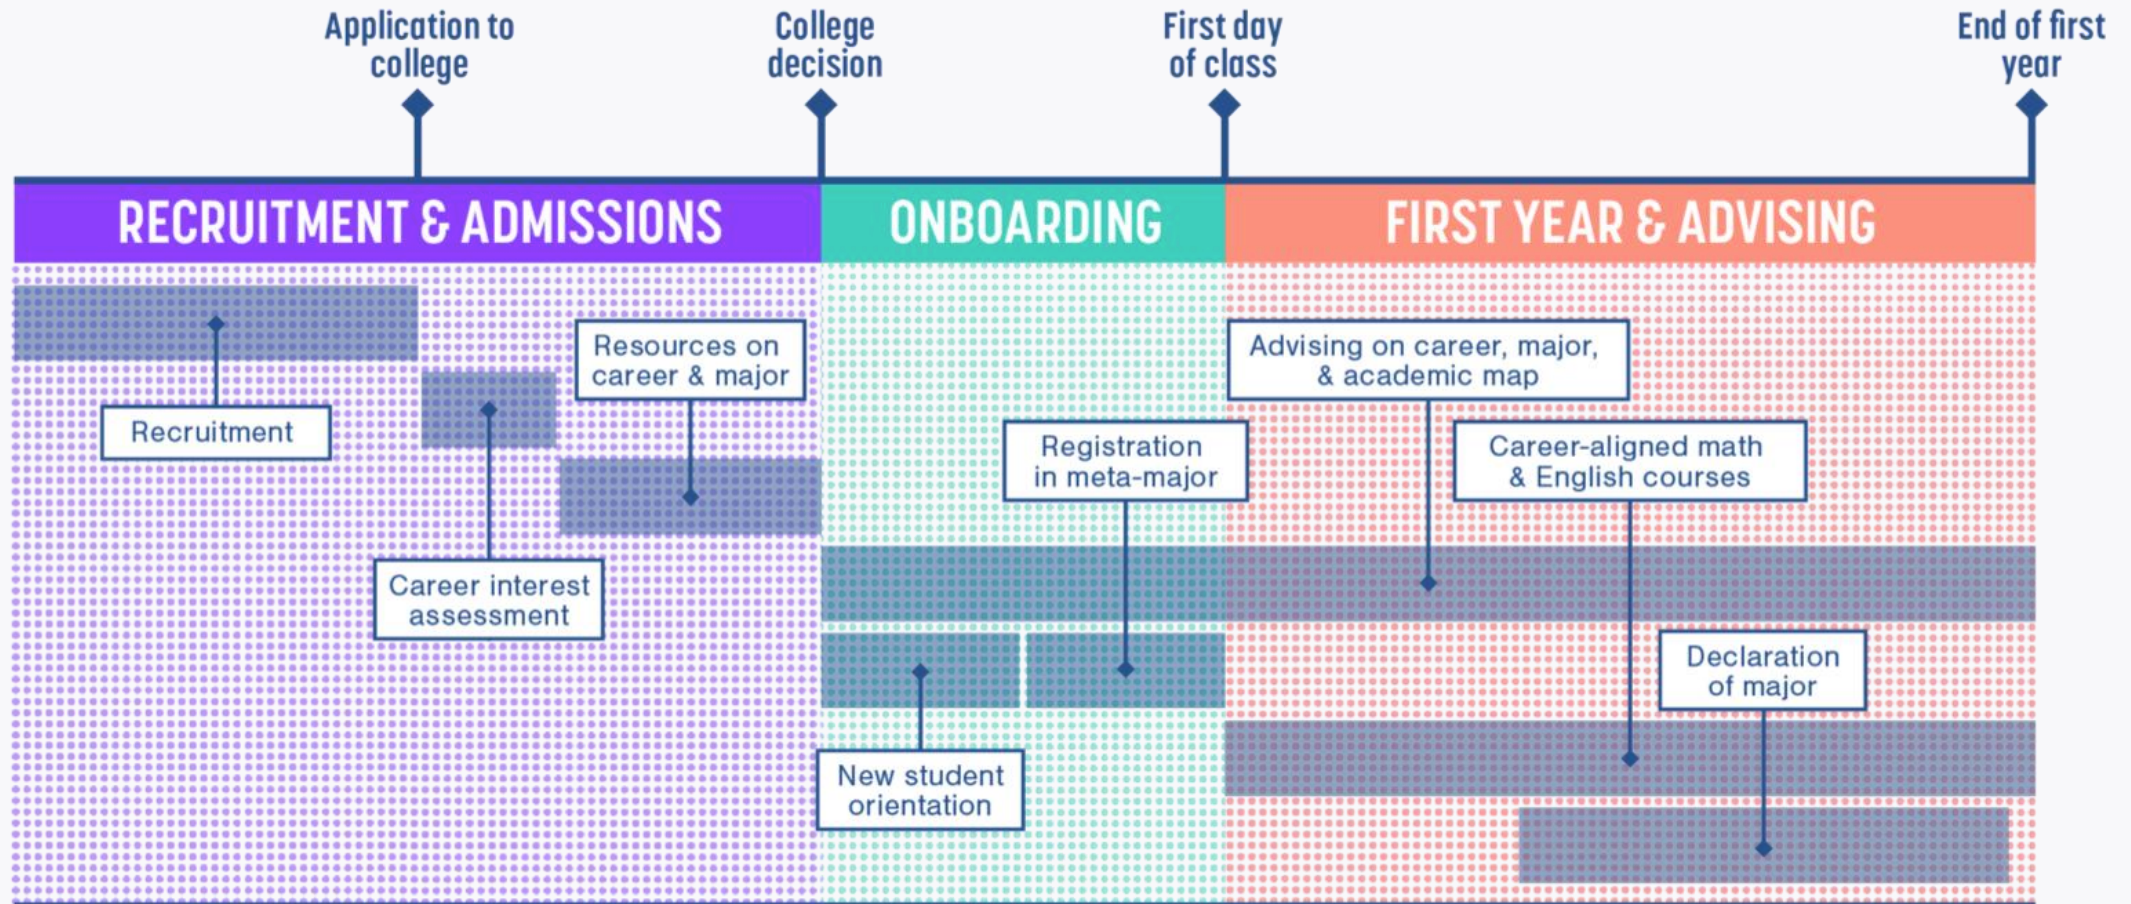 Application to
college
College
decision
First day
of class
End of first
year
RECRUITMENT & ADMISSIONS
ONBOARDING
FIRST YEAR & ADVISING
Recruitment
Career interest
assessment
Resources on
career & major
New student
orientation
Registration
in meta-major
Advising on career, major,
& academic map
Career-aligned math
& English courses
Declaration
of major